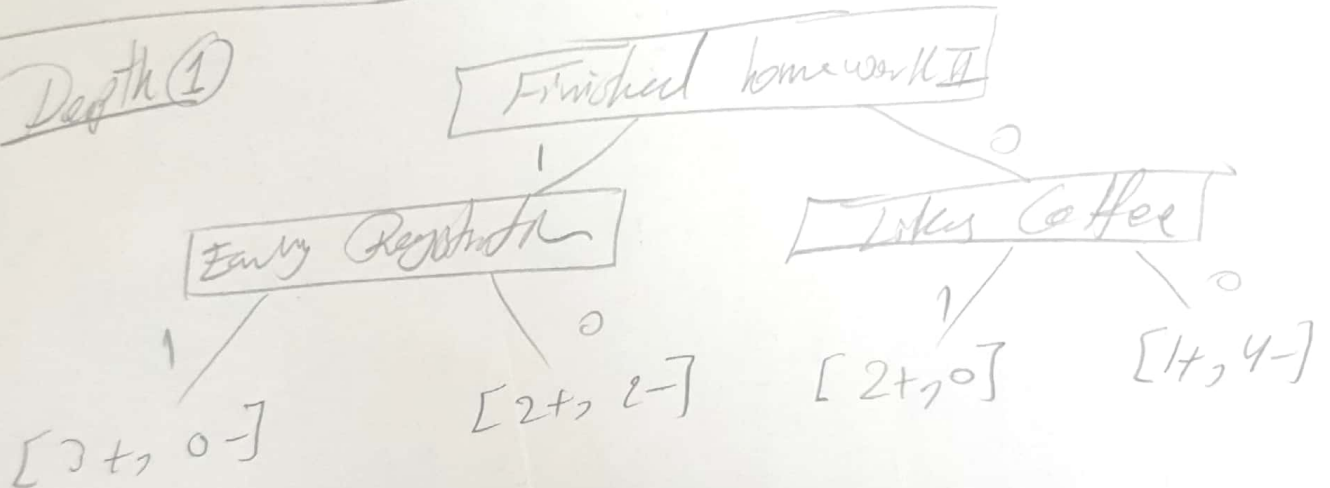 Depth 1
Finished homework II
1 0
Early Registration
Likes Coffee
1 0 1 0
[3+, 0-] [2+, 2-] [2+, 0] [1+, 4-]